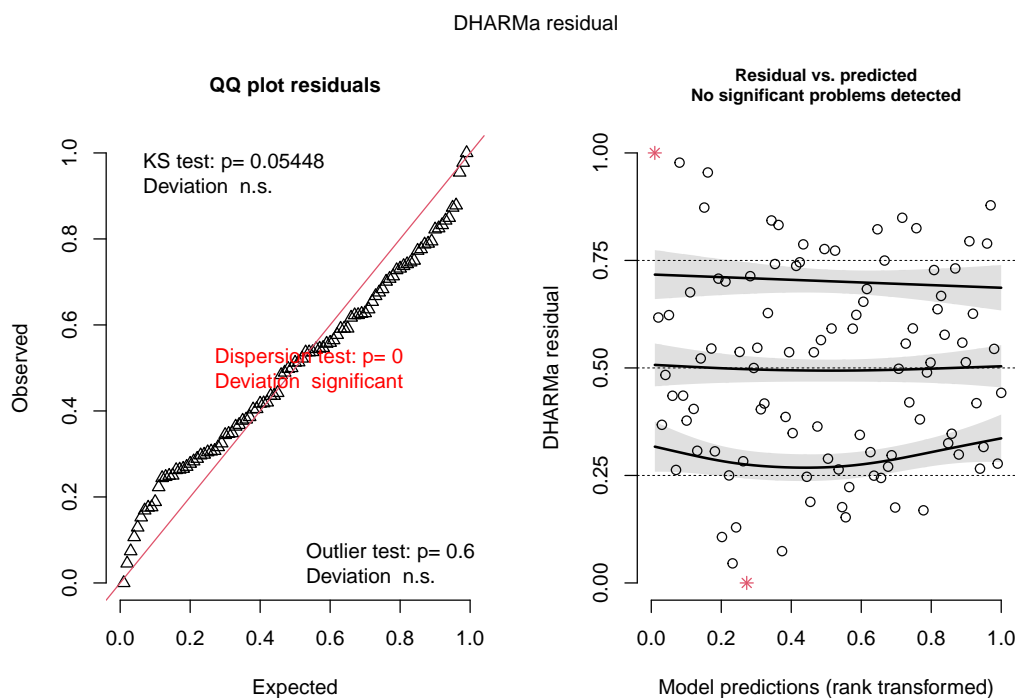 DHARMa residual
QQ plot residuals
KS test: p= 0.05448
Deviation  n.s.
Dispersion test: p= 0
Deviation  significant
Outlier test: p= 0.6
Deviation  n.s.
Observed
0.0
0.2
0.4
0.6
0.8
1.0
0.0 0.2 0.4 0.6 0.8 1.0
Expected
Residual vs. predicted
No significant problems detected
DHARMa residual
0.00
0.25
0.50
0.75
1.00
0.0 0.2 0.4 0.6 0.8 1.0
Model predictions (rank transformed)